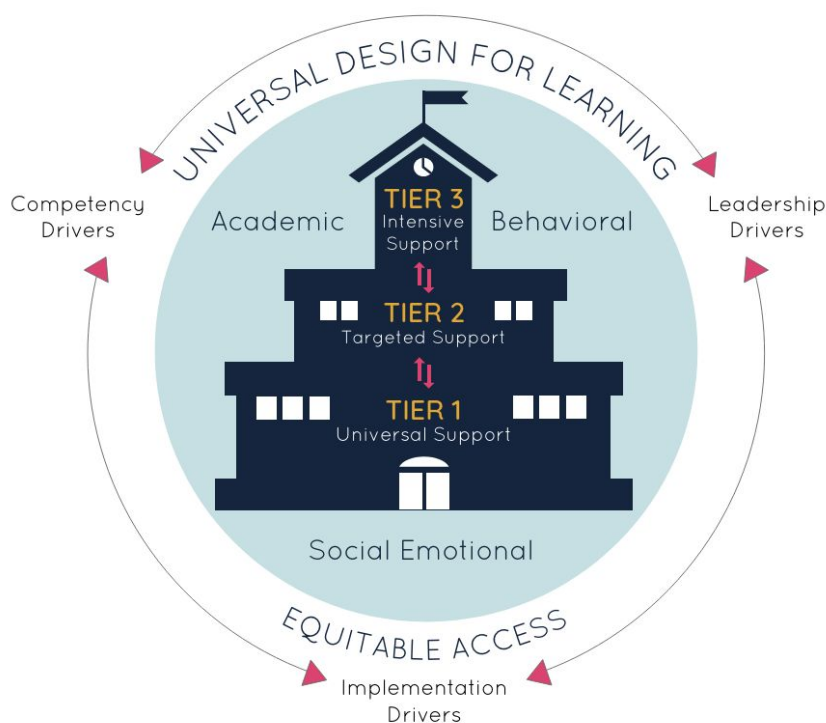 UNIVERSAL DESIGN FOR LEARNING
Competency
Drivers
Leadership
Drivers
Academic
Behavioral
TIER 3
Intensive
Support
TIER 2
Targeted Support
TIER 1
Universal Support
Social Emotional
EQUITABLE ACCESS
Implementation
Drivers